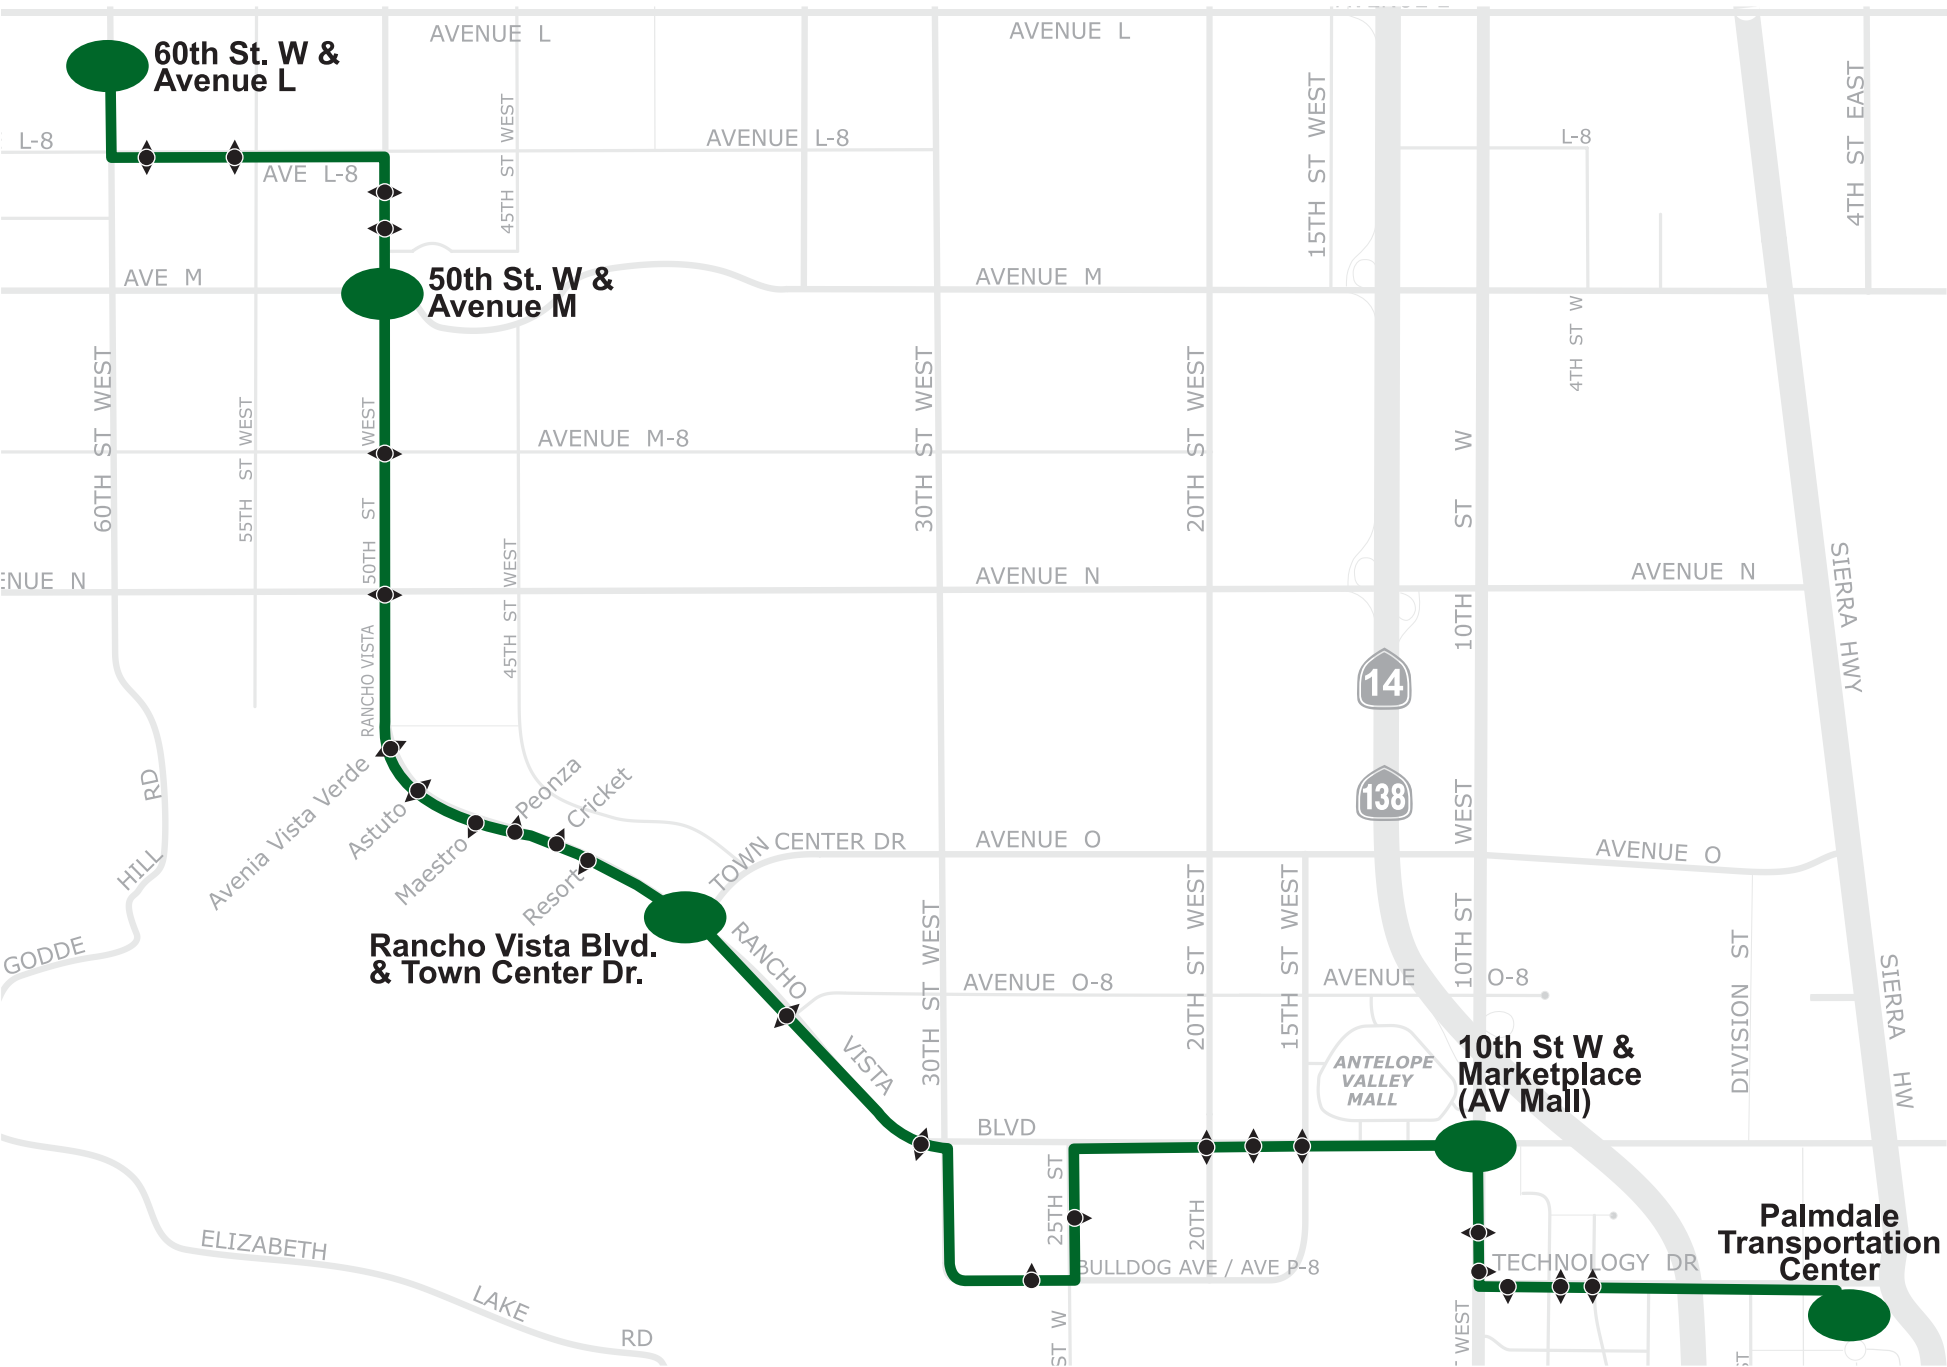 AVENUE L
AVENUE L
60th St. W &
Avenue L
L-8
AVE L-8
45TH ST WEST
AVENUE L-8
15TH ST WEST
L-8
4TH ST EAST
AVE M
50th St. W &
Avenue M
AVENUE M
4TH ST W
60TH ST WEST
55TH ST WEST
50TH ST WEST
RANCHO VISTA
AVENUE M-8
30TH ST WEST
20TH ST WEST
10TH ST W
ENUE N
45TH ST WEST
AVENUE N
AVENUE N
SIERRA HWY
14
138
RD
HILL
GODDE
Avenia Vista Verde
Astuto
Maestro
Peonza
Cricket
Resort
TOWN CENTER DR
AVENUE O
AVENUE O
Rancho Vista Blvd.
& Town Center Dr.
RANCHO
VISTA
BLVD
30TH ST WEST
AVENUE O-8
20TH ST WEST
15TH ST WEST
10TH ST WEST
AVENUE O-8
DIVISION ST
SIERRA HW
ANTELOPE
VALLEY
MALL
10th St W &
Marketplace
(AV Mall)
25TH ST
20TH
BULLDOG AVE / AVE P-8
TECHNOLOGY DR
Palmdale
Transportation
Center
ELIZABETH
LAKE
RD
ST W
WEST
ST